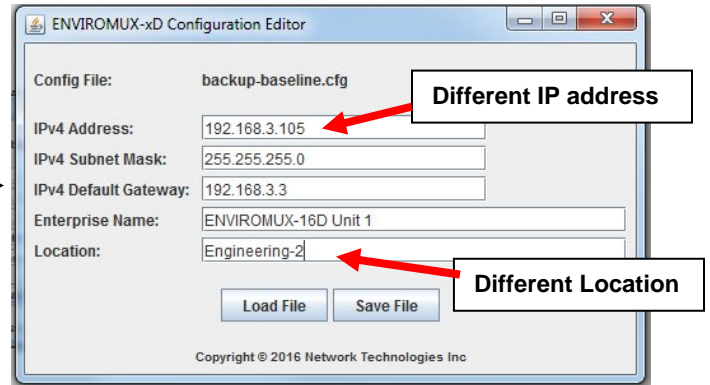 ENVIROMUX-xD Configuration Editor
Config File: backup-baseline.cfg
Different IP address
IPv4 Address: 192.168.3.105
IPv4 Subnet Mask: 255.255.255.0
IPv4 Default Gateway: 192.168.3.3
Enterprise Name: ENVIROMUX-16D Unit 1
Location: Engineering-2
Different Location
Load File Save File
Copyright © 2016 Network Technologies Inc